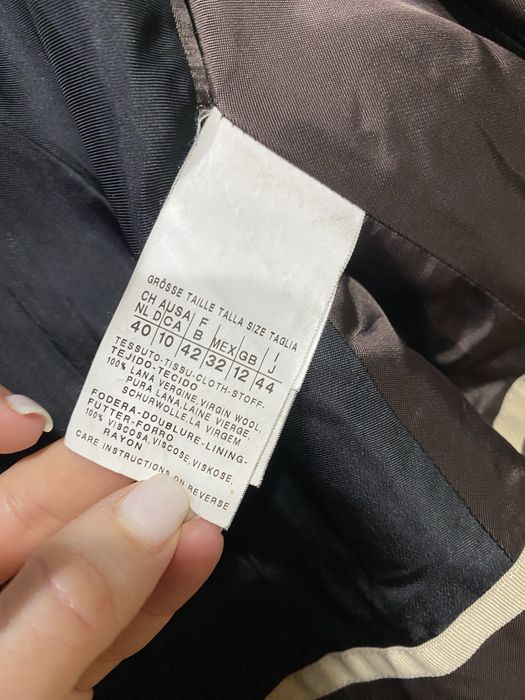 GRÖSSE TAILLE TALLA SIZE TAGLIA
CH A USA F I
NL D CA B MEX GB J
40 10 42 32 12 44
TESSUTO-TISSU-CLOTH-STOFF-
TEJIDO-TECIDO
100% LANA VERGINE,VIRGIN WOOL,
PURA LANA,LAINE VIERGE,
SCHURWOLLE,LA VIRGEM
FODERA-DOUBLURE-LINING-
FUTTER-FORRO
100% VISCOSA,VISCOSE,VISKOSE,
RAYON
CARE INSTRUCTIONS ON REVERSE